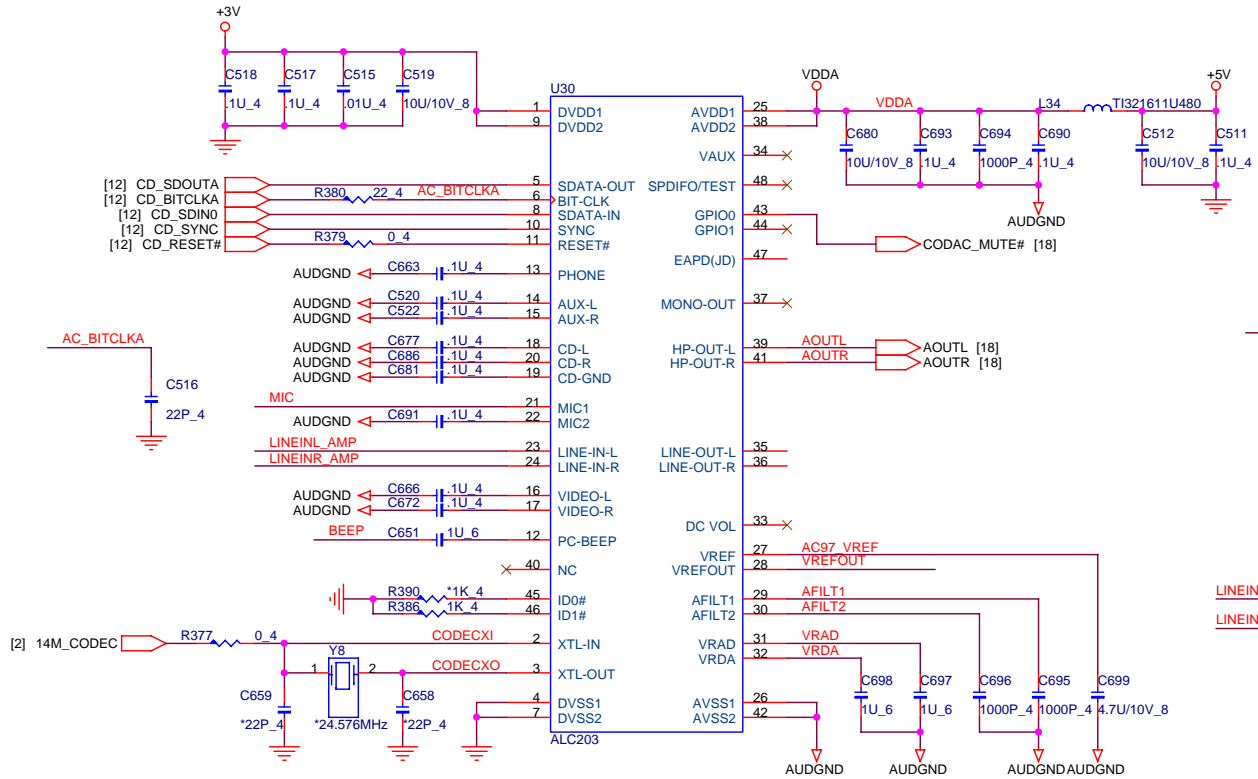 +3V
C518
.1U_4
C517
.1U_4
C515
.01U_4
C519
10U/10V_8
U30
1 DVDD1
9 DVDD2
[12] CD_SDOUTA 5 SDATA-OUT
[12] CD_BITCLKA R380 22_4 AC_BITCLKA 6 BIT-CLK
[12] CD_SDIN0 8 SDATA-IN
[12] CD_SYNC 10 SYNC
[12] CD_RESET# R379 0_4 11 RESET#
AUDGND C663 .1U_4 13 PHONE
AUDGND C520 .1U_4 14 AUX-L
AUDGND C522 .1U_4 15 AUX-R
AUDGND C677 .1U_4 18 CD-L
AUDGND C686 .1U_4 20 CD-R
AUDGND C681 .1U_4 19 CD-GND
AC_BITCLKA
C516
22P_4
MIC 21 MIC1
AUDGND C691 .1U_4 22 MIC2
LINEINL_AMP 23 LINE-IN-L
LINEINR_AMP 24 LINE-IN-R
AUDGND C666 .1U_4 16 VIDEO-L
AUDGND C672 .1U_4 17 VIDEO-R
BEEP C651 1U_6 12 PC-BEEP
40 NC
R390 *1K_4 45 ID0#
R386 1K_4 46 ID1#
[2] 14M_CODEC R377 0_4 CODECXI 2 XTL-IN
Y8
1 2 CODECXO 3 XTL-OUT
C659
*22P_4
*24.576MHz
C658
*22P_4
4 DVSS1
7 DVSS2
ALC203
VDDA
AVDD1 25 VDDA
AVDD2 38
L34 TI321611U480
+5V
C680
10U/10V_8
C693
.1U_4
C694
1000P_4
C690
.1U_4
C512
10U/10V_8
C511
.1U_4
AUDGND
VAUX 34
SPDIFO/TEST 48
GPIO0 43
GPIO1 44
CODAC_MUTE# [18]
EAPD(JD) 47
MONO-OUT 37
HP-OUT-L 39 AOUTL AOUTL [18]
HP-OUT-R 41 AOUTR AOUTR [18]
LINE-OUT-L 35
LINE-OUT-R 36
DC VOL 33
VREF 27 AC97_VREF
VREFOUT 28 VREFOUT
AFILT1 29 AFILT1
AFILT2 30 AFILT2
VRAD 31 VRAD
VRDA 32 VRDA
C698
1U_6
C697
1U_6
C696
1000P_4
C695
1000P_4
C699
4.7U/10V_8
AVSS1 26
AVSS2 42
AUDGND
AUDGND
AUDGND
AUDGND
LINEIN
LINEIN